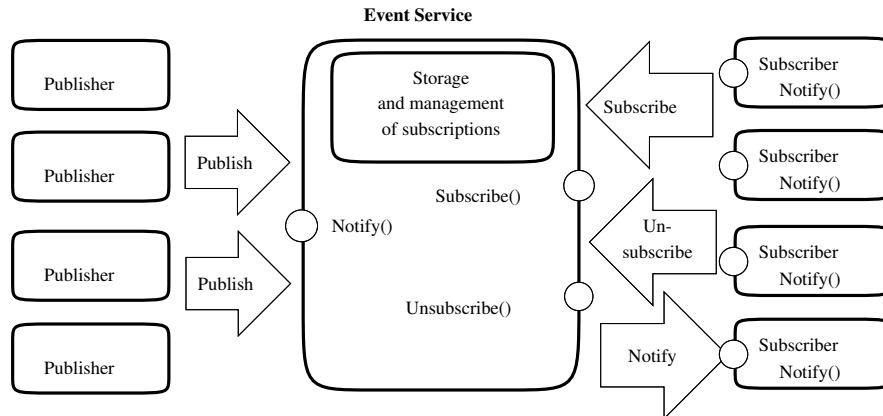 Event Service
Publisher
Publisher
Publisher
Publisher
Publish
Publish
Storage
and management
of subscriptions
Subscribe()
Notify()
Unsubscribe()
Subscribe
Un-
subscribe
Notify
Subscriber
Notify()
Subscriber
Notify()
Subscriber
Notify()
Subscriber
Notify()